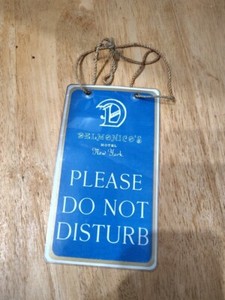 D
DELMONICO'S
HOTEL
New York
PLEASE
DO NOT
DISTURB